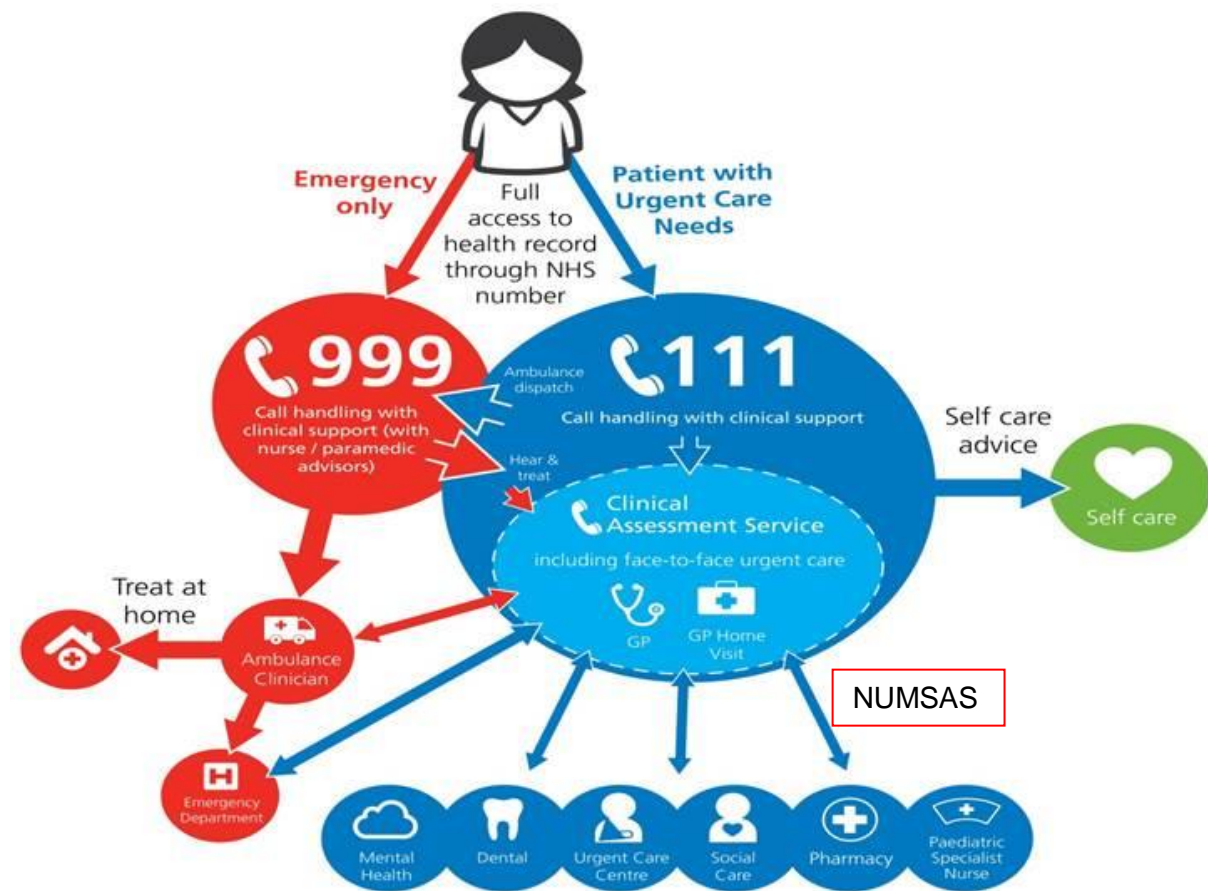 Emergency
only
Full
access to
health record
through NHS
number
Patient with
Urgent Care
Needs
999
Call handling with
clinical support (with
nurse / paramedic
advisors)
Ambulance
dispatch
Hear &
treat
111
Call handling with clinical support
Clinical
Assessment Service
including face-to-face urgent care
GP
GP Home
Visit
Self care
advice
Self care
Treat at
home
Ambulance
Clinician
H
Emergency
Department
NUMSAS
Mental
Health
Dental
Urgent Care
Centre
Social
Care
Pharmacy
Paediatric
Specialist
Nurse